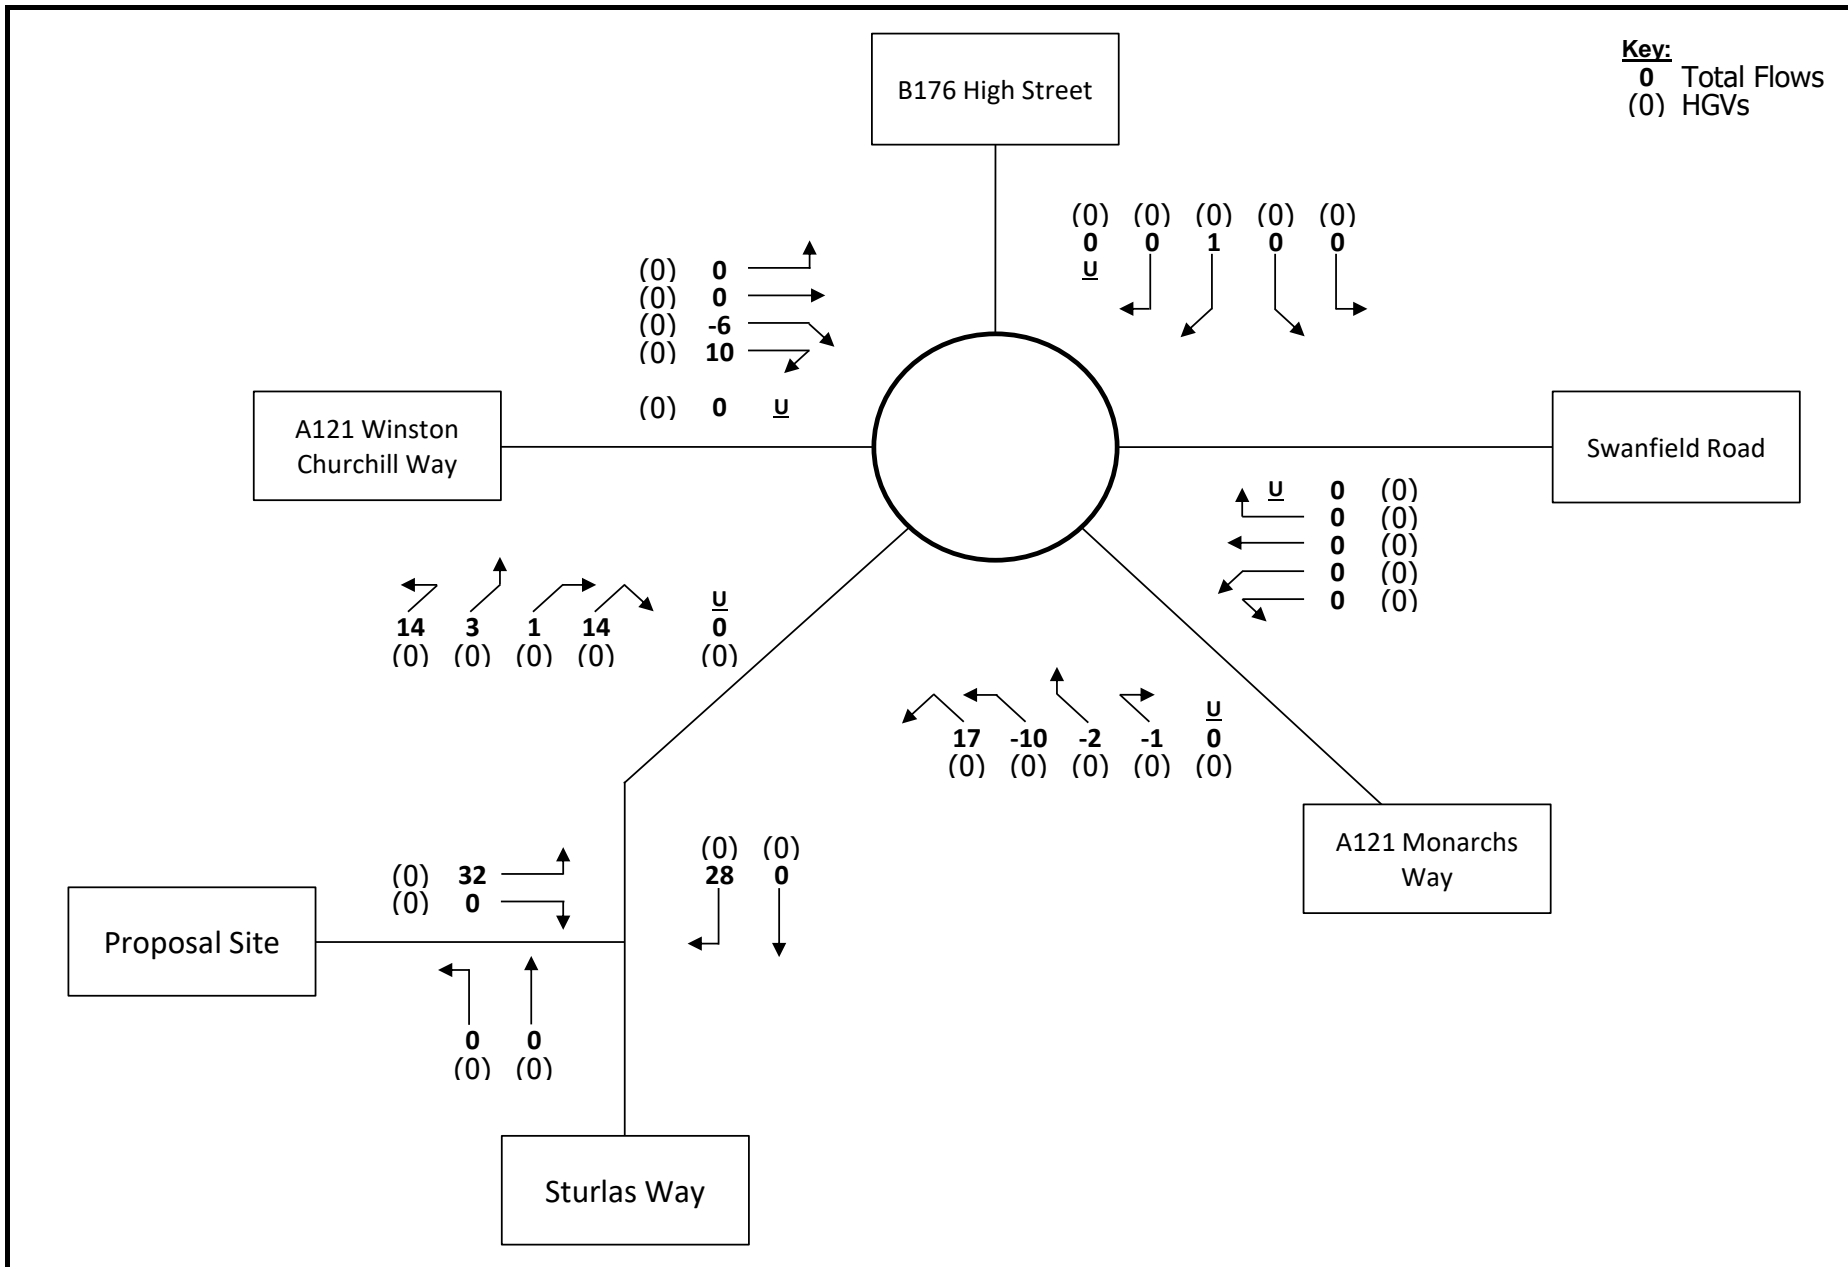 Key:
0 Total Flows
(0) HGVs
B176 High Street
(0) (0) (0) (0) (0)
0 0 1 0 0
U
(0) 0
(0) 0
(0) -6
(0) 10
(0) 0 U
A121 Winston
Churchill Way
Swanfield Road
U 0 (0)
0 (0)
0 (0)
0 (0)
0 (0)
U
14 3 1 14 0
(0) (0) (0) (0) (0)
U
17 -10 -2 -1 0
(0) (0) (0) (0) (0)
A121 Monarchs
Way
(0) (0)
28 0
(0) 32
(0) 0
Proposal Site
0 0
(0) (0)
Sturlas Way